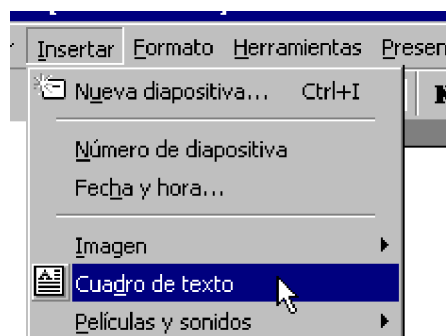 Insertar Formato Herramientas Presen
Nueva diapositiva... Ctrl+I
Número de diapositiva
Fecha y hora...
Imagen
Cuadro de texto
Películas y sonidos